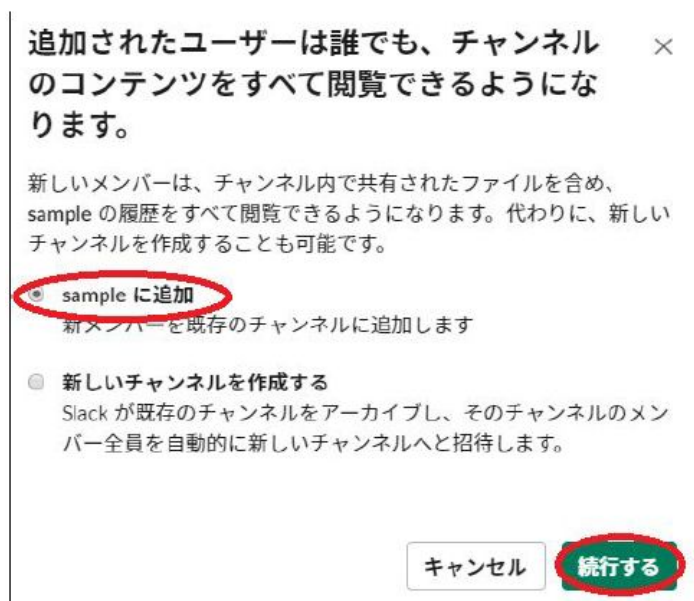 追加されたユーザーは誰でも、チャンネル
のコンテンツをすべて閲覧できるようにな
ります。
新しいメンバーは、チャンネル内で共有されたファイルを含め、
sample の履歴をすべて閲覧できるようになります。代わりに、新しい
チャンネルを作成することも可能です。
sample に追加
新メンバーを既存のチャンネルに追加します
新しいチャンネルを作成する
Slack が既存のチャンネルをアーカイブし、そのチャンネルのメン
バー全員を自動的に新しいチャンネルへと招待します。
キャンセル
続行する